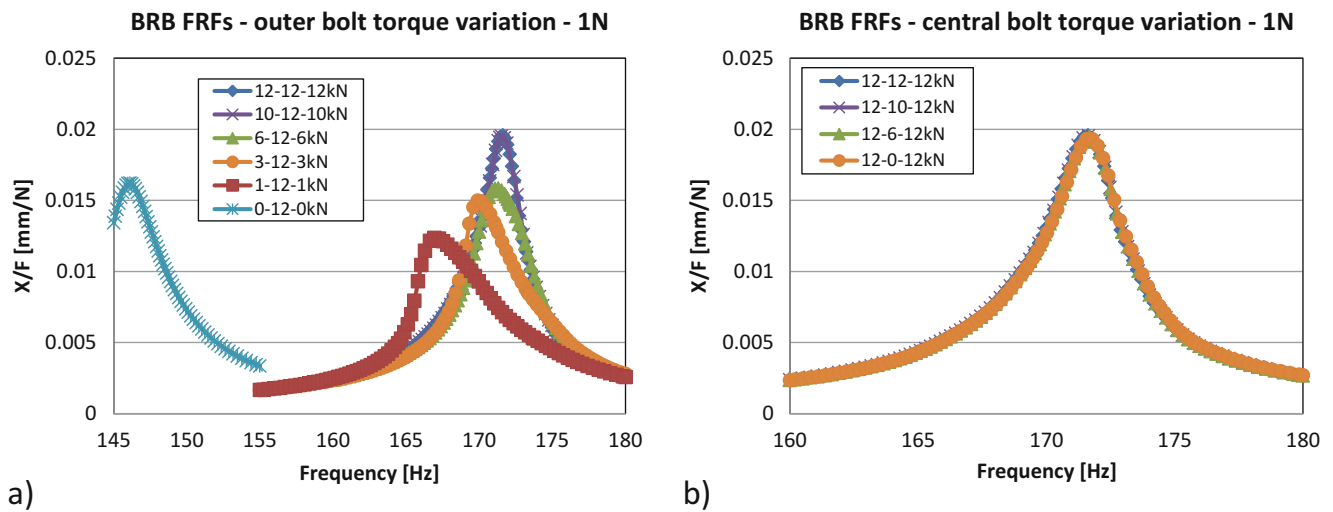 BRB FRFs - outer bolt torque variation - 1N
0.025
0.02
0.015
0.01
0.005
0
X/F [mm/N]
12-12-12kN
10-12-10kN
6-12-6kN
3-12-3kN
1-12-1kN
0-12-0kN
145 150 155 160 165 170 175 180
Frequency [Hz]
a)
BRB FRFs - central bolt torque variation - 1N
0.025
0.02
0.015
0.01
0.005
0
X/F [mm/N]
12-12-12kN
12-10-12kN
12-6-12kN
12-0-12kN
160 165 170 175 180
Frequency [Hz]
b)